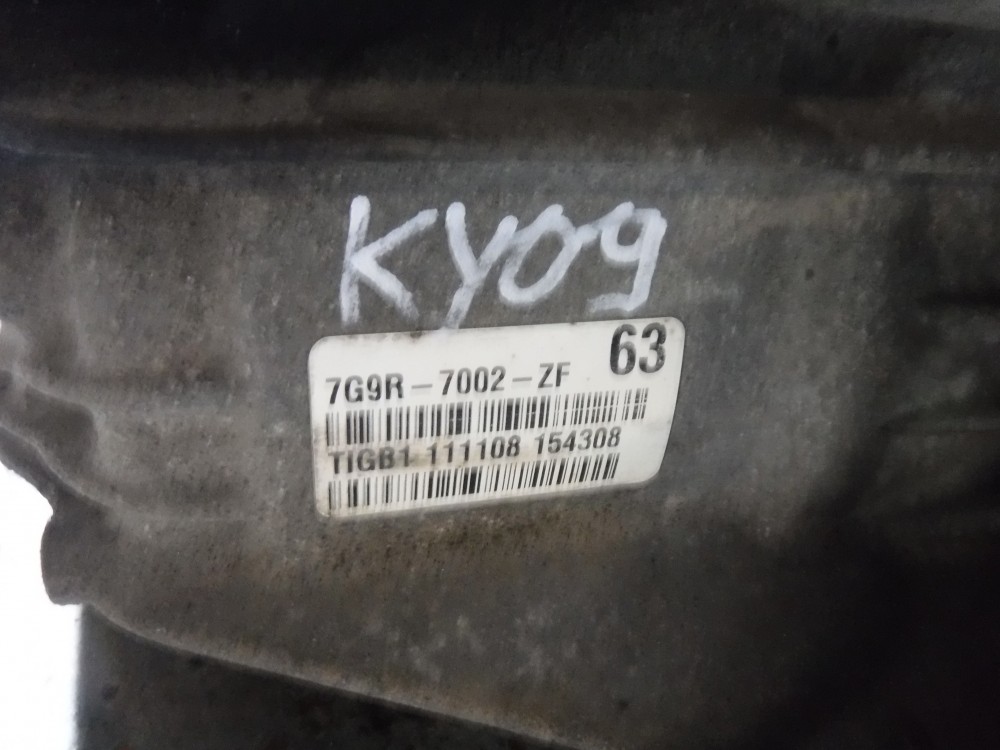 KY09
63
7G9R-7002-ZF
TIGB1 111108 154308